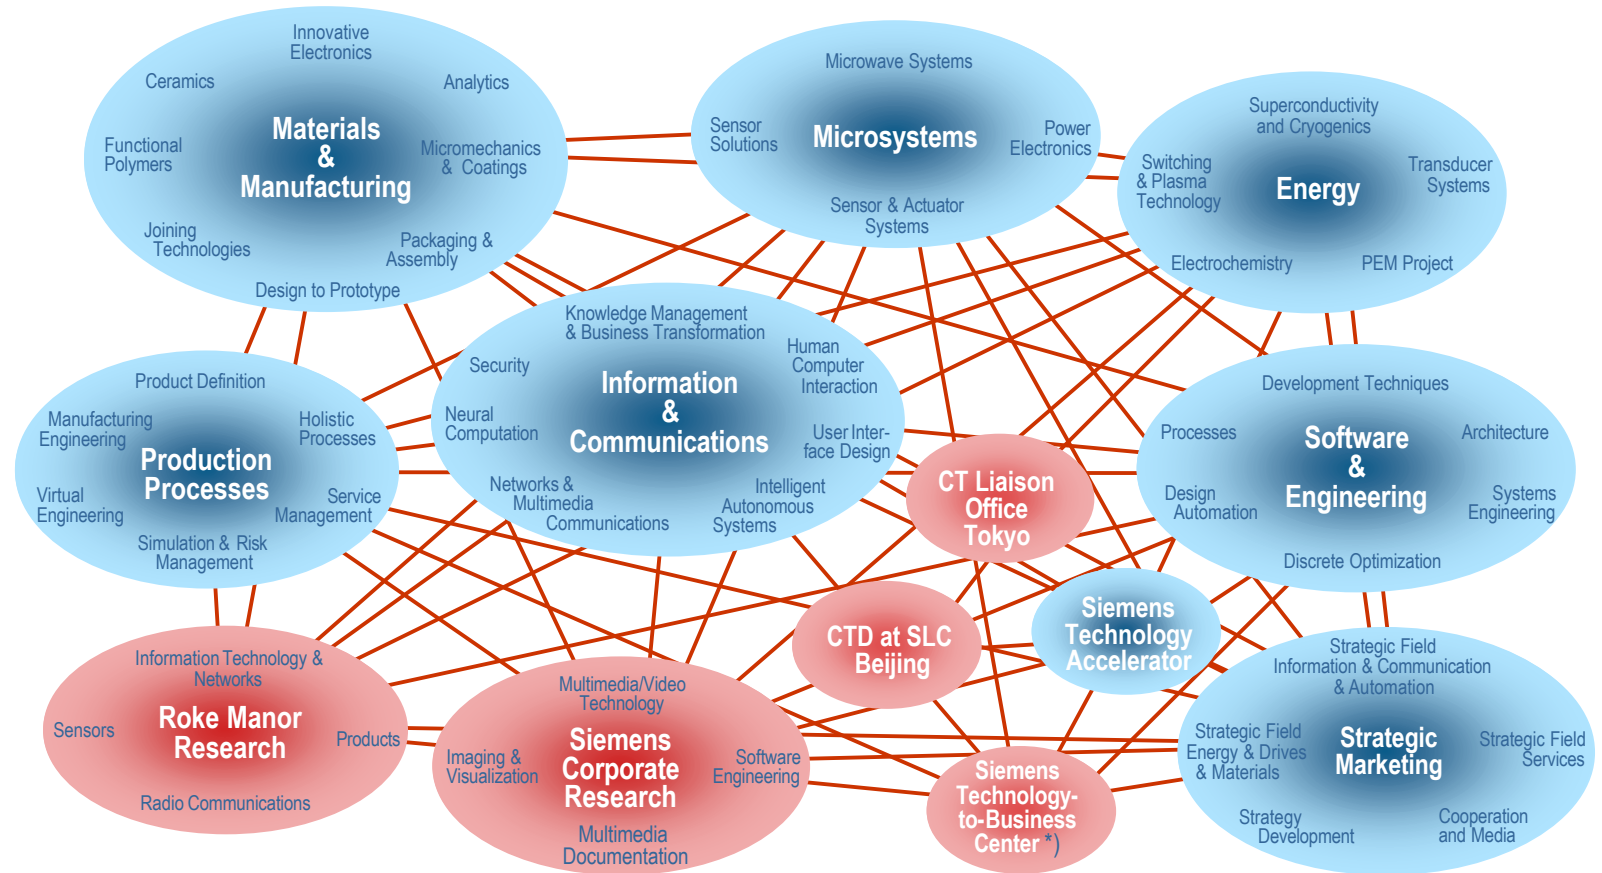 Innovative
Electronics
Ceramics
Analytics
Materials
&
Manufacturing
Functional
Polymers
Micromechanics
& Coatings
Joining
Technologies
Packaging &
Assembly
Design to Prototype
Microwave Systems
Sensor
Solutions
Microsystems
Power
Electronics
Sensor & Actuator
Systems
Superconductivity
and Cryogenics
Switching
& Plasma
Technology
Energy
Transducer
Systems
Electrochemistry
PEM Project
Product Definition
Manufacturing
Engineering
Holistic
Processes
Production
Processes
Virtual
Engineering
Service
Management
Simulation & Risk
Management
Knowledge Management
& Business Transformation
Security
Human
Computer
Interaction
Information
&
Communications
Neural
Computation
User Inter-
face Design
Networks &
Multimedia
Communications
Intelligent
Autonomous
Systems
CT Liaison
Office
Tokyo
Development Techniques
Processes
Architecture
Software
&
Engineering
Design
Automation
Systems
Engineering
Discrete Optimization
CTD at SLC
Beijing
Siemens
Technology
Accelerator
Information Technology &
Networks
Sensors
Roke Manor
Research
Products
Radio Communications
Multimedia/Video
Technology
Imaging &
Visualization
Siemens
Corporate
Research
Software
Engineering
Multimedia
Documentation
Siemens
Technology-
to-Business
Center *)
Strategic Field
Information & Communication
& Automation
Strategic Field
Energy & Drives
& Materials
Strategic
Marketing
Strategic Field
Services
Strategy
Development
Cooperation
and Media